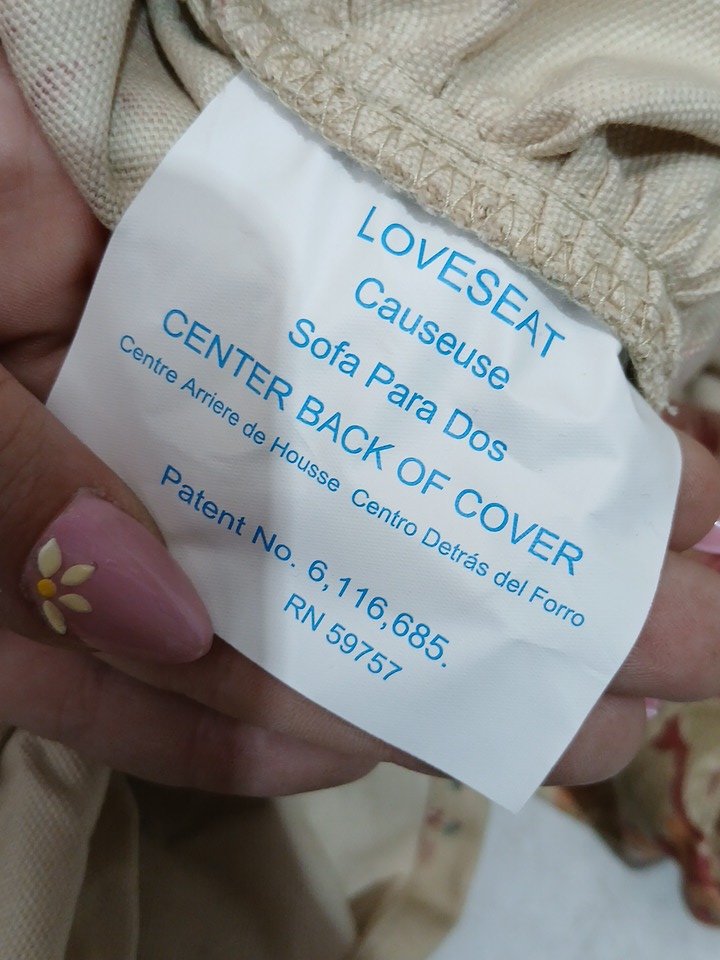 LOVESEAT
Causeuse
Sofa Para Dos
CENTER BACK OF COVER
Centre Arriere de Housse Centro Detrás del Forro
Patent No. 6,116,685.
RN 59757